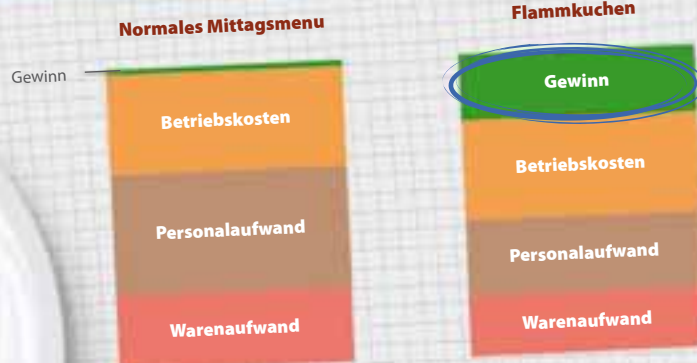 Normales Mittagsmenu
Gewinn
Betriebskosten
Personalaufwand
Warenaufwand
Flammkuchen
Gewinn
Betriebskosten
Personalaufwand
Warenaufwand